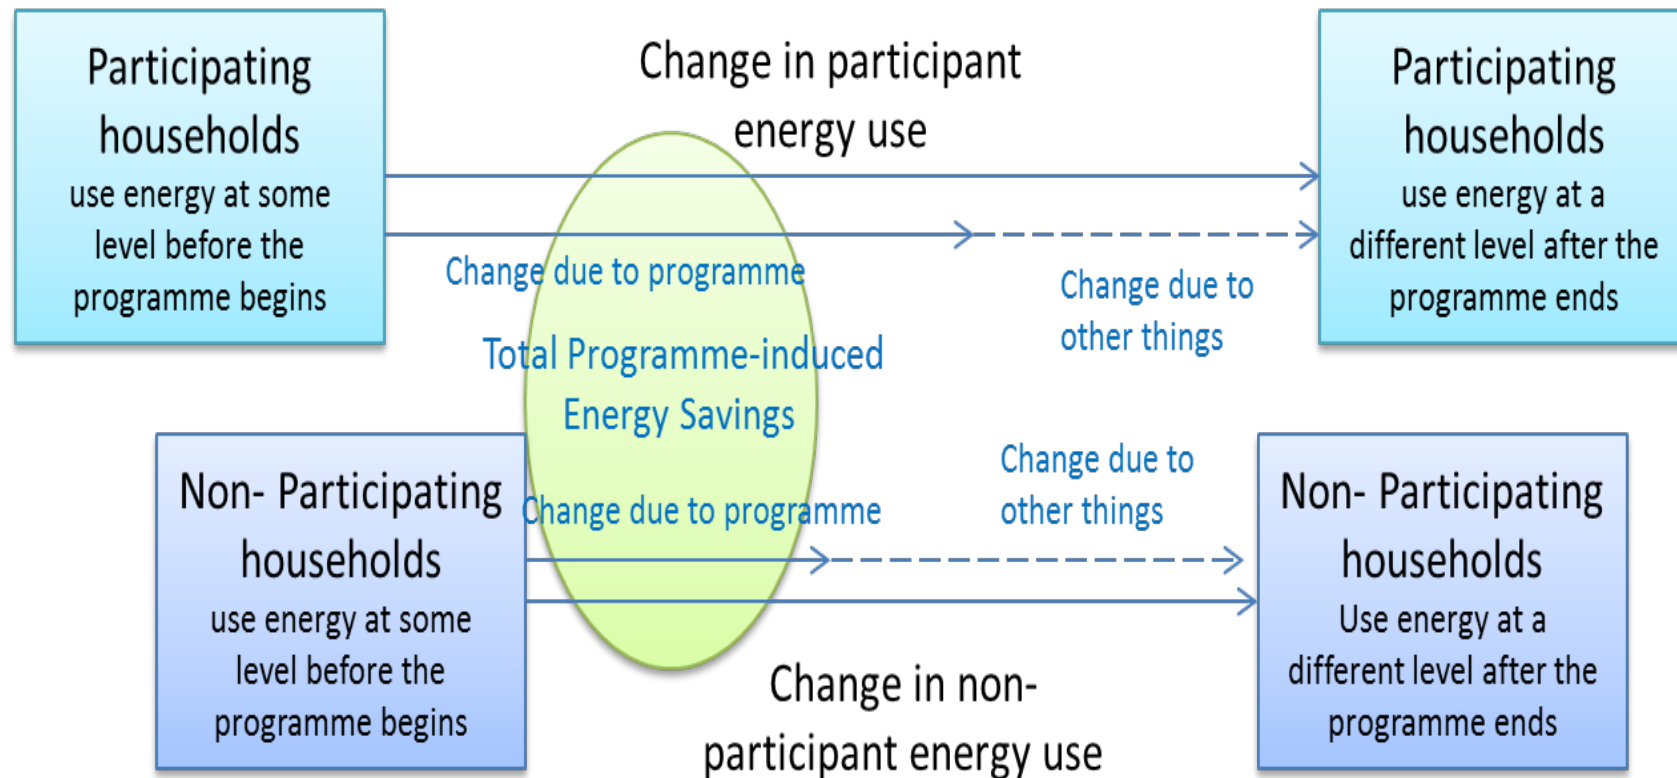 Participating
households
use energy at some
level before the
programme begins
Change in participant
energy use
Participating
households
use energy at a
different level after the
programme ends
Change due to programme
Change due to
other things
Total Programme-induced
Energy Savings
Non- Participating
households
use energy at some
level before the
programme begins
Change due to programme
Change due to
other things
Non- Participating
households
Use energy at a
different level after the
programme ends
Change in non-
participant energy use